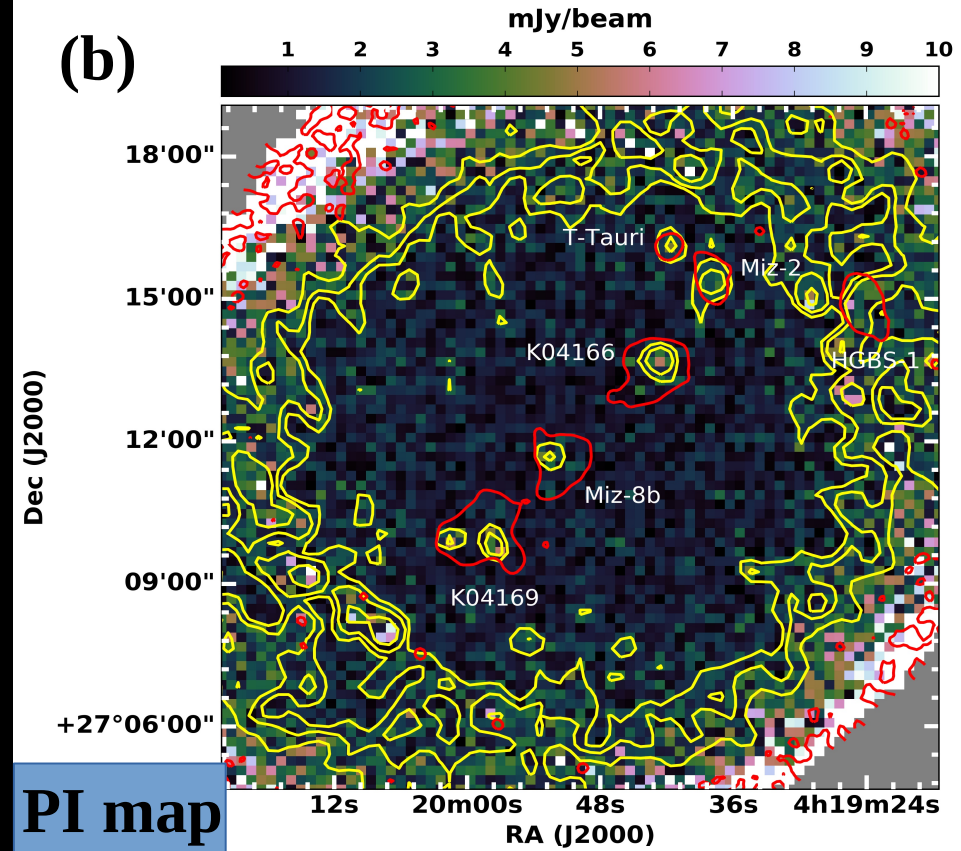 mJy/beam
(b)
1 2 3 4 5 6 7 8 9 10
18'00"
T-Tauri
Miz-2
15'00"
K04166
HGBS-1
12'00"
Miz-8b
09'00"
K04169
+27°06'00"
Dec (J2000)
12s 20m00s 48s 36s 4h19m24s
RA (J2000)
PI map